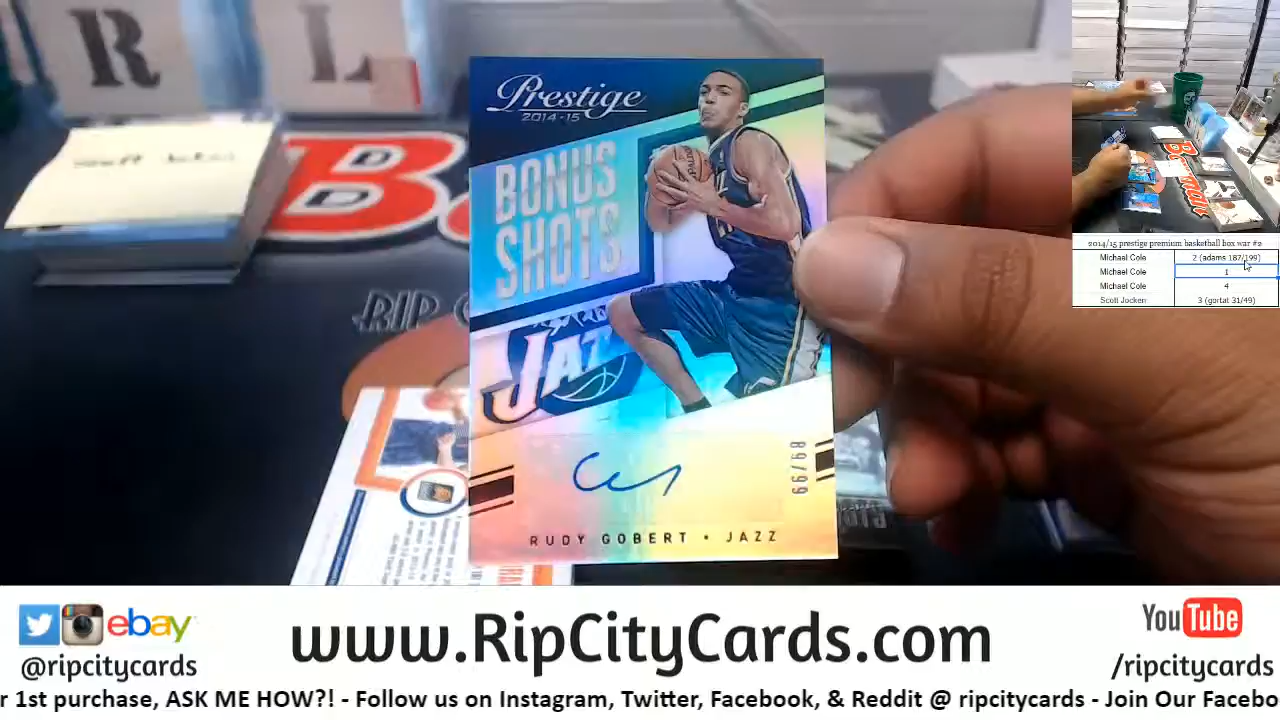 R L
Prestige
2014-15
BONUS
SHOTS
JAZZ
RIP
89/99
RUDY GOBERT • JAZZ
2014/15 prestige premium basketball box war #2
Michael Cole 2 (adams 187/199)
Michael Cole 1
Michael Cole 4
Scott Jocken 3 (gortat 31/49)
ebay
@ripcitycards
www.RipCityCards.com
YouTube
/ripcitycards
r 1st purchase, ASK ME HOW?! - Follow us on Instagram, Twitter, Facebook, & Reddit @ ripcitycards - Join Our Facebo